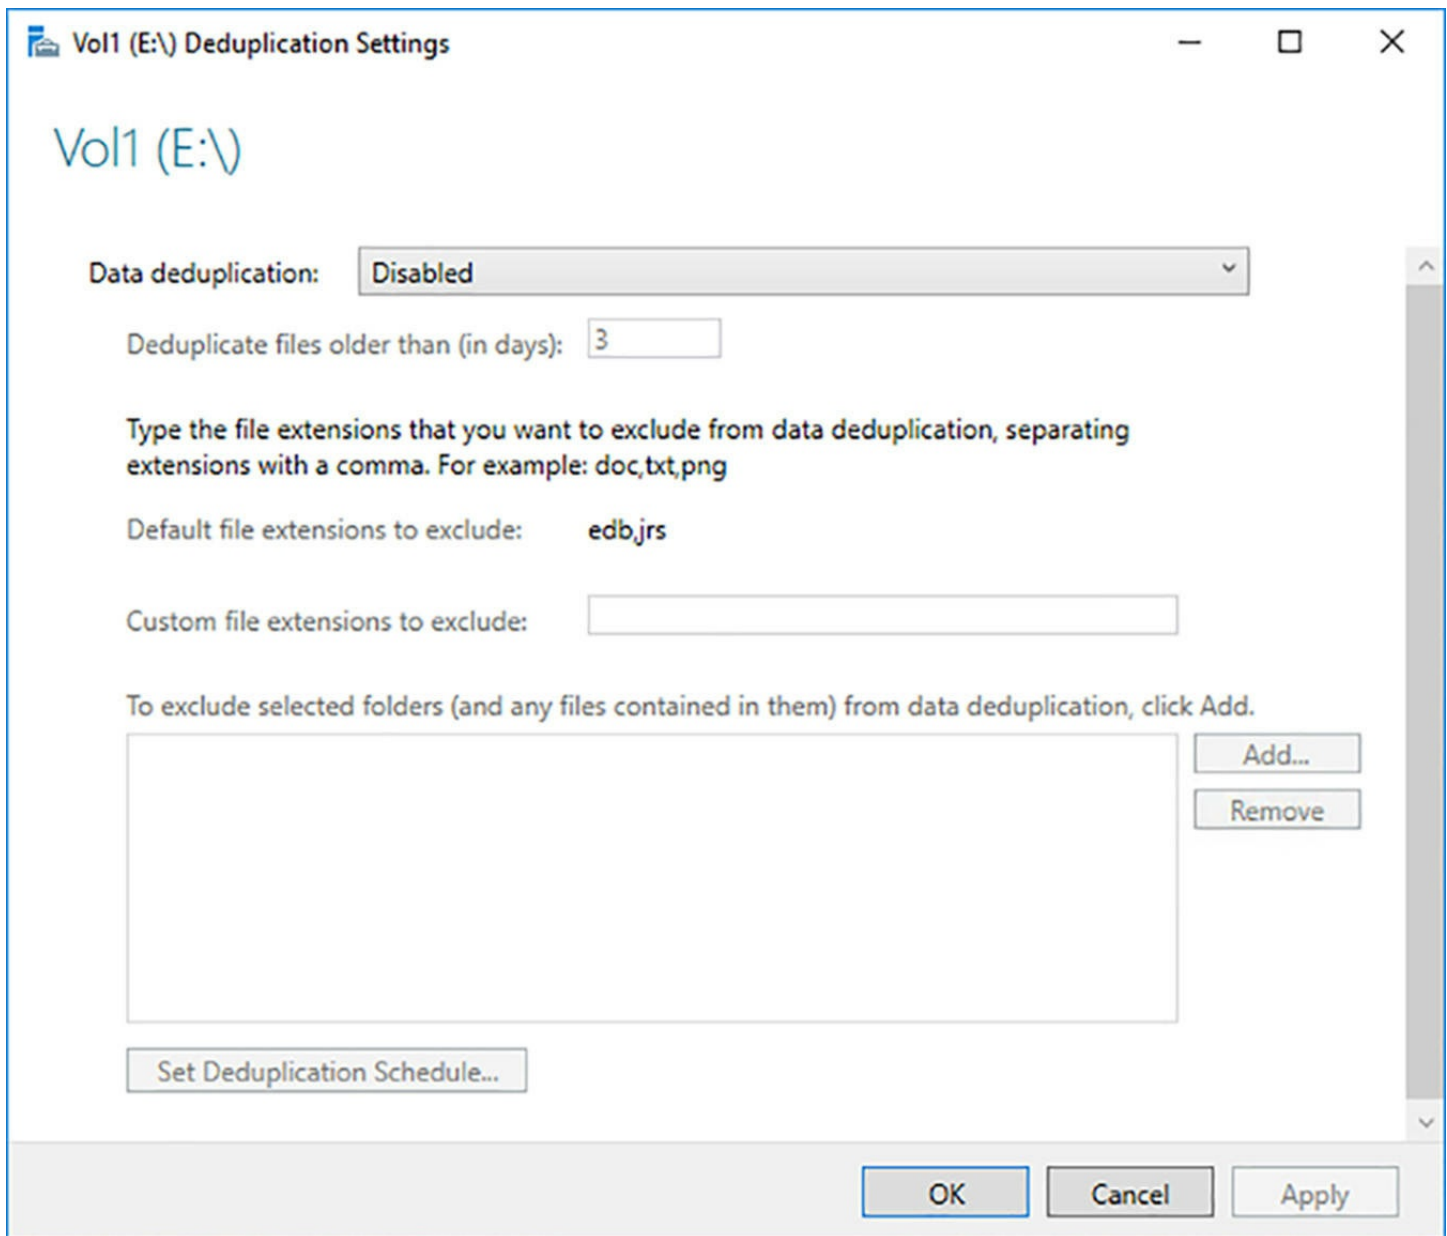 Vol1 (E:\) Deduplication Settings
Vol1 (E:\)
Data deduplication: Disabled
Deduplicate files older than (in days): 3
Type the file extensions that you want to exclude from data deduplication, separating
extensions with a comma. For example: doc,txt,png
Default file extensions to exclude: edb,jrs
Custom file extensions to exclude:
To exclude selected folders (and any files contained in them) from data deduplication, click Add.
Add...
Remove
Set Deduplication Schedule...
OK Cancel Apply